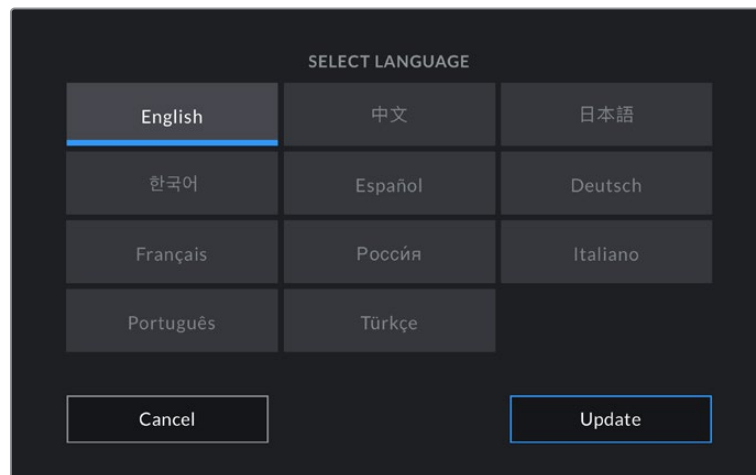 SELECT LANGUAGE
English
中文
日本語
한국어
Español
Deutsch
Français
Росси́я
Italiano
Português
Türkçe
Cancel
Update